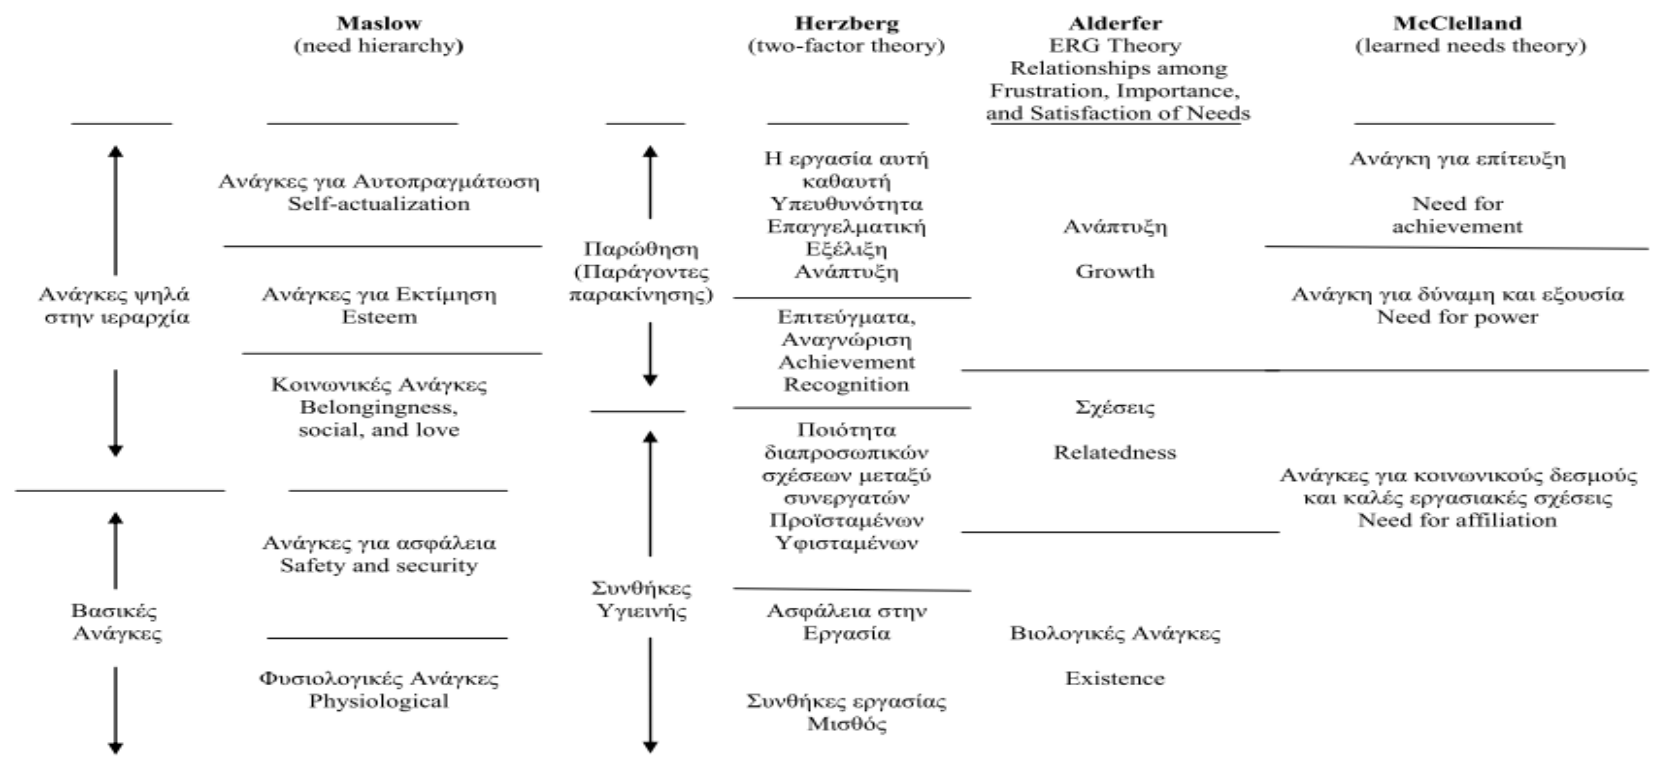 Maslow
(need hierarchy)
Herzberg
(two-factor theory)
Alderfer
ERG Theory
Relationships among
Frustration, Importance,
and Satisfaction of Needs
McClelland
(learned needs theory)
Ανάγκες ψηλά
στην ιεραρχία
Βασικές
Ανάγκες
Ανάγκες για Αυτοπραγμάτωση
Self-actualization
Ανάγκες για Εκτίμηση
Esteem
Κοινωνικές Ανάγκες
Belongingness,
social, and love
Ανάγκες για ασφάλεια
Safety and security
Φυσιολογικές Ανάγκες
Physiological
Παρώθηση
(Παράγοντες
παρακίνησης)
Συνθήκες
Υγιεινής
Η εργασία αυτή
καθαυτή
Υπευθυνότητα
Επαγγελματική
Εξέλιξη
Ανάπτυξη
Επιτεύγματα,
Αναγνώριση
Achievement
Recognition
Ποιότητα
διαπροσωπικών
σχέσεων μεταξύ
συνεργατών
Προϊσταμένων
Υφισταμένων
Ασφάλεια στην
Εργασία
Συνθήκες εργασίας
Μισθός
Ανάπτυξη
Growth
Σχέσεις
Relatedness
Βιολογικές Ανάγκες
Existence
Ανάγκη για επίτευξη
Need for
achievement
Ανάγκη για δύναμη και εξουσία
Need for power
Ανάγκες για κοινωνικούς δεσμούς
και καλές εργασιακές σχέσεις
Need for affiliation